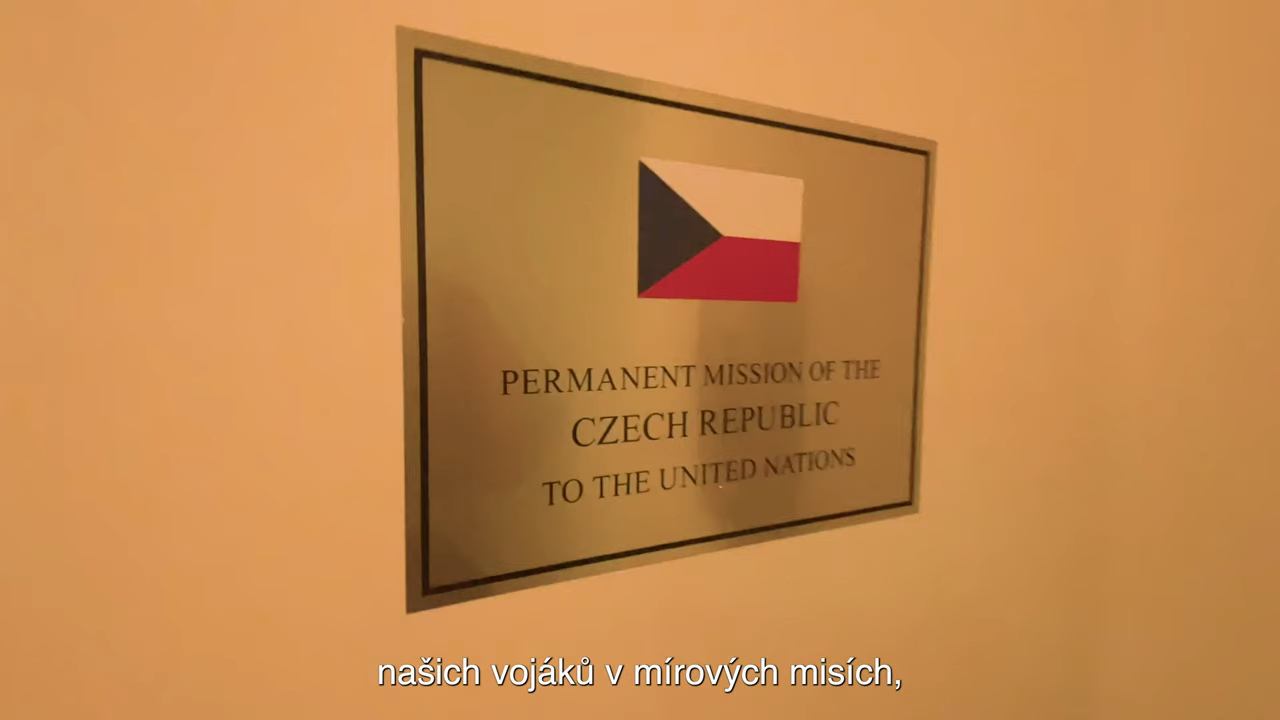 PERMANENT MISSION OF THE
CZECH REPUBLIC
TO THE UNITED NATIONS
našich vojáků v mírových misích,